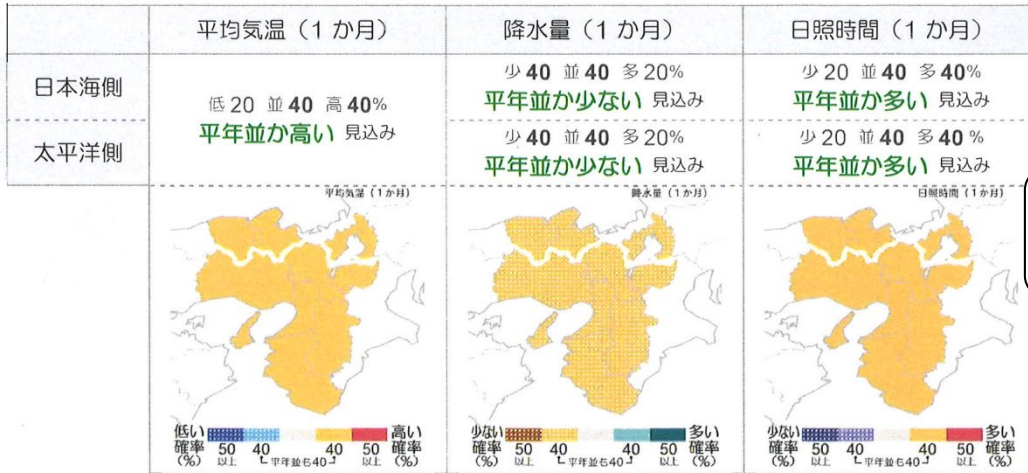 平均気温（1 か月）
降水量（1 か月）
日照時間（1 か月）
日本海側
低 20 並 40 高 40%
平年並か高い 見込み
少 40 並 40 多 20%
平年並か少ない 見込み
少 20 並 40 多 40%
平年並か多い 見込み
太平洋側
少 40 並 40 多 20%
平年並か少ない 見込み
少 20 並 40 多 40 %
平年並か多い 見込み
平均気温（1か月）
降水量（1か月）
日照時間（1か月）
低い 高い
確率 50 40 40 50 確率
(%) 以上 平年並も40 以上 (%)
少ない 多い
確率 50 40 40 50 確率
(%) 以上 平年並も40 以上 (%)
少ない 多い
確率 50 40 40 50 確率
(%) 以上 平年並も40 以上 (%)